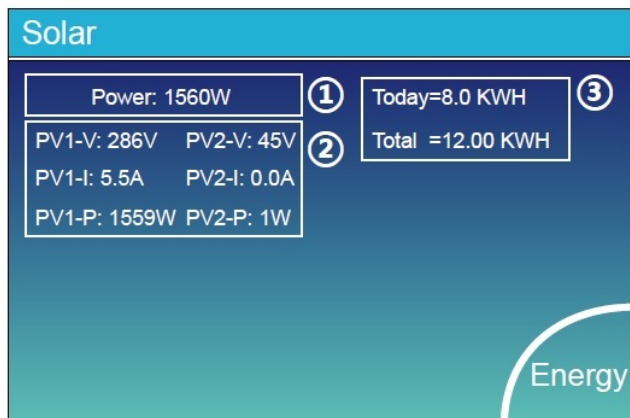 Solar
Power: 1560W
①
PV1-V: 286V PV2-V: 45V
PV1-I: 5.5A PV2-I: 0.0A
PV1-P: 1559W PV2-P: 1W
②
Today=8.0 KWH
Total =12.00 KWH
③
Energy